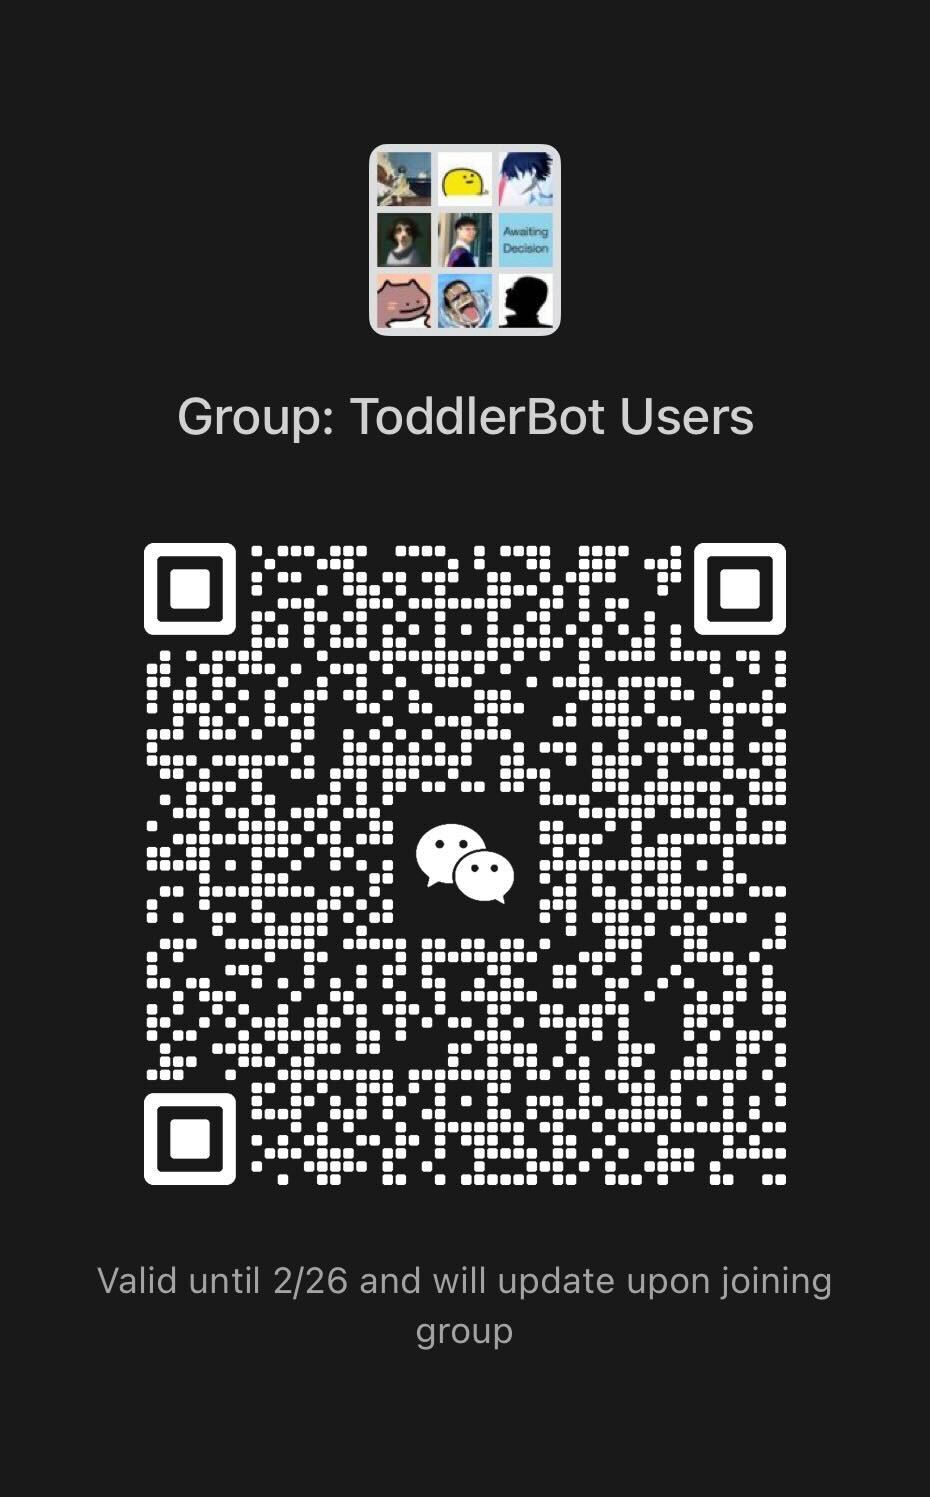 Awaiting
Decision
Group: ToddlerBot Users
Valid until 2/26 and will update upon joining
group